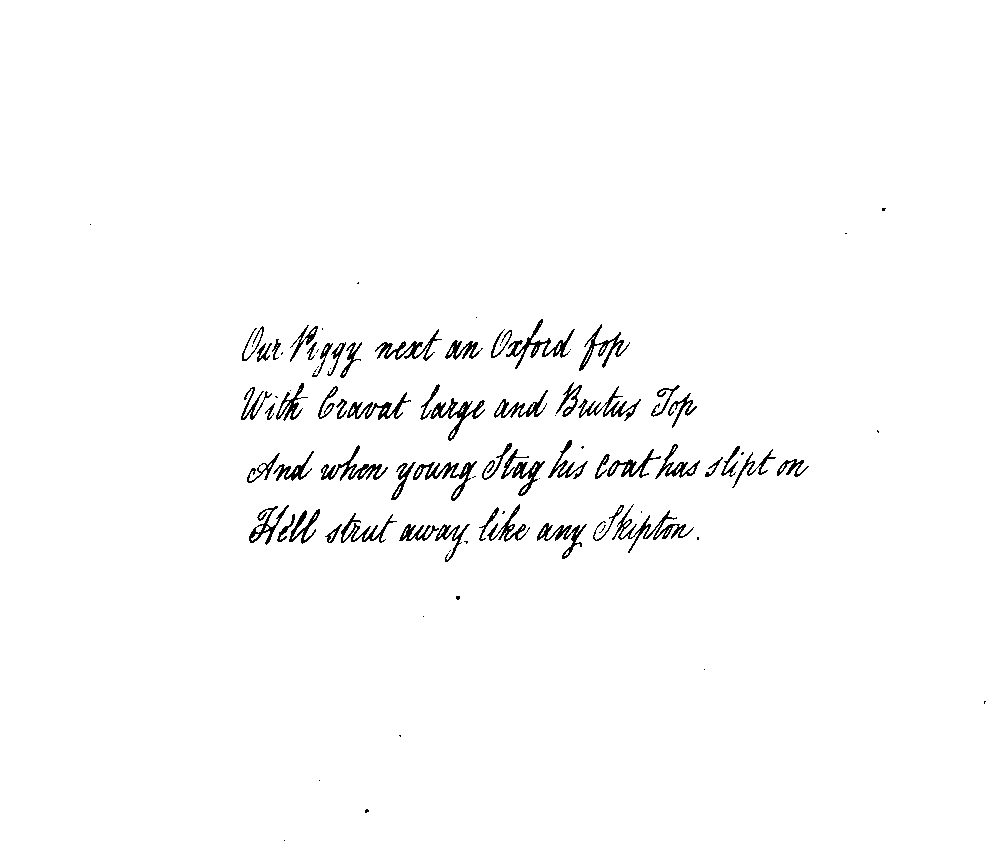 Our Piggy next an Oxford fop
With Cravat large and Brutus Top
And when young Stag his coat has slipt on
He'll strut away like any Skipton.